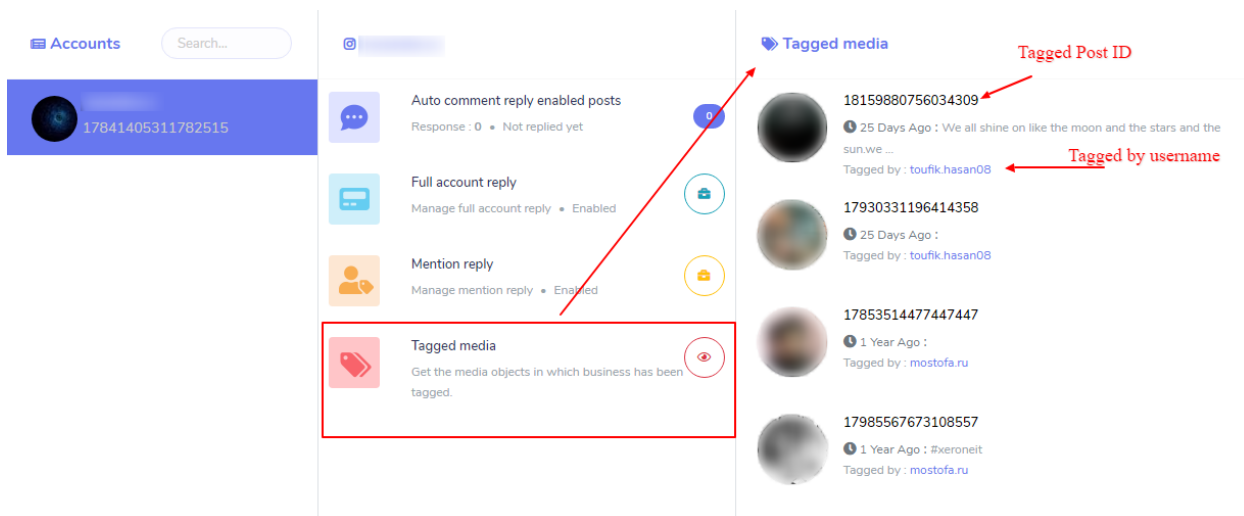 Accounts
Search...
17841405311782515
Auto comment reply enabled posts
Response : 0 • Not replied yet
0
Full account reply
Manage full account reply • Enabled
Mention reply
Manage mention reply • Enabled
Tagged media
Get the media objects in which business has been
tagged.
Tagged media
Tagged Post ID
18159880756034309
25 Days Ago : We all shine on like the moon and the stars and the
sun.we ...
Tagged by username
Tagged by : toufik.hasan08
17930331196414358
25 Days Ago :
Tagged by : toufik.hasan08
17853514477447447
1 Year Ago :
Tagged by : mostofa.ru
17985567673108557
1 Year Ago : #xeroneit
Tagged by : mostofa.ru